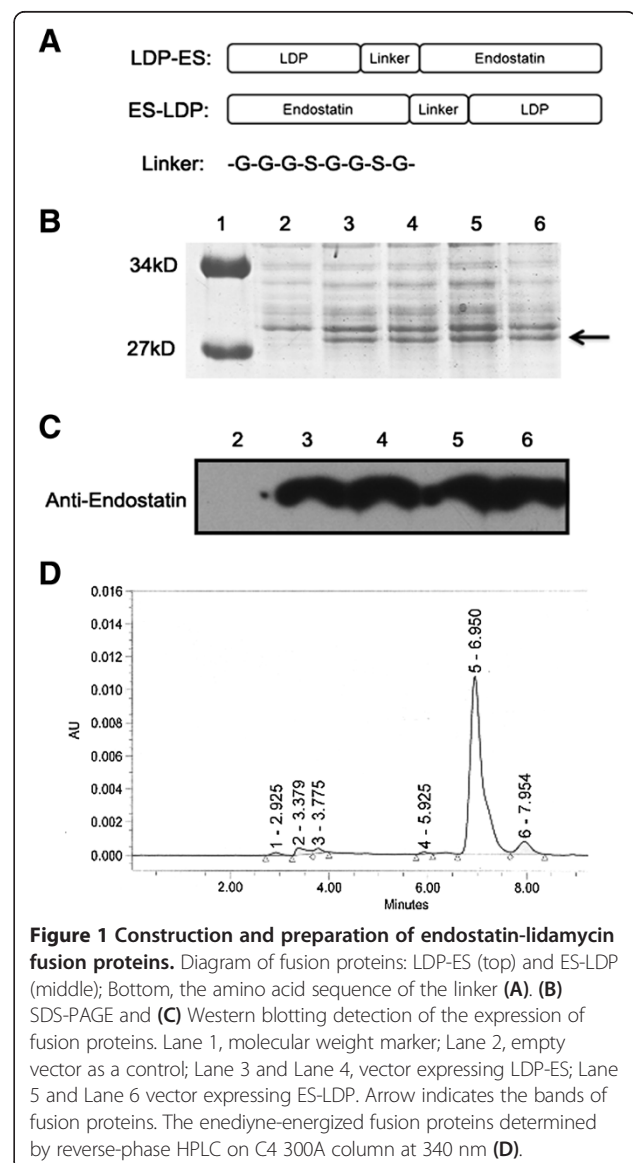 A
LDP-ES: LDP Linker Endostatin
ES-LDP: Endostatin Linker LDP
Linker: -G-G-G-S-G-G-S-G-
B
1 2 3 4 5 6
34kD
27kD
C
2 3 4 5 6
Anti-Endostatin
D
0.016
0.014
0.012
0.010
0.008
0.006
0.004
0.002
0.000
AU
1 - 2.925
2 - 3.379
3 - 3.775
4 - 5.925
5 - 6.950
6 - 7.954
2.00 4.00 6.00 8.00
Minutes
Figure 1 Construction and preparation of endostatin-lidamycin
fusion proteins. Diagram of fusion proteins: LDP-ES (top) and ES-LDP
(middle); Bottom, the amino acid sequence of the linker (A). (B)
SDS-PAGE and (C) Western blotting detection of the expression of
fusion proteins. Lane 1, molecular weight marker; Lane 2, empty
vector as a control; Lane 3 and Lane 4, vector expressing LDP-ES; Lane
5 and Lane 6 vector expressing ES-LDP. Arrow indicates the bands of
fusion proteins. The enediyne-energized fusion proteins determined
by reverse-phase HPLC on C4 300A column at 340 nm (D).